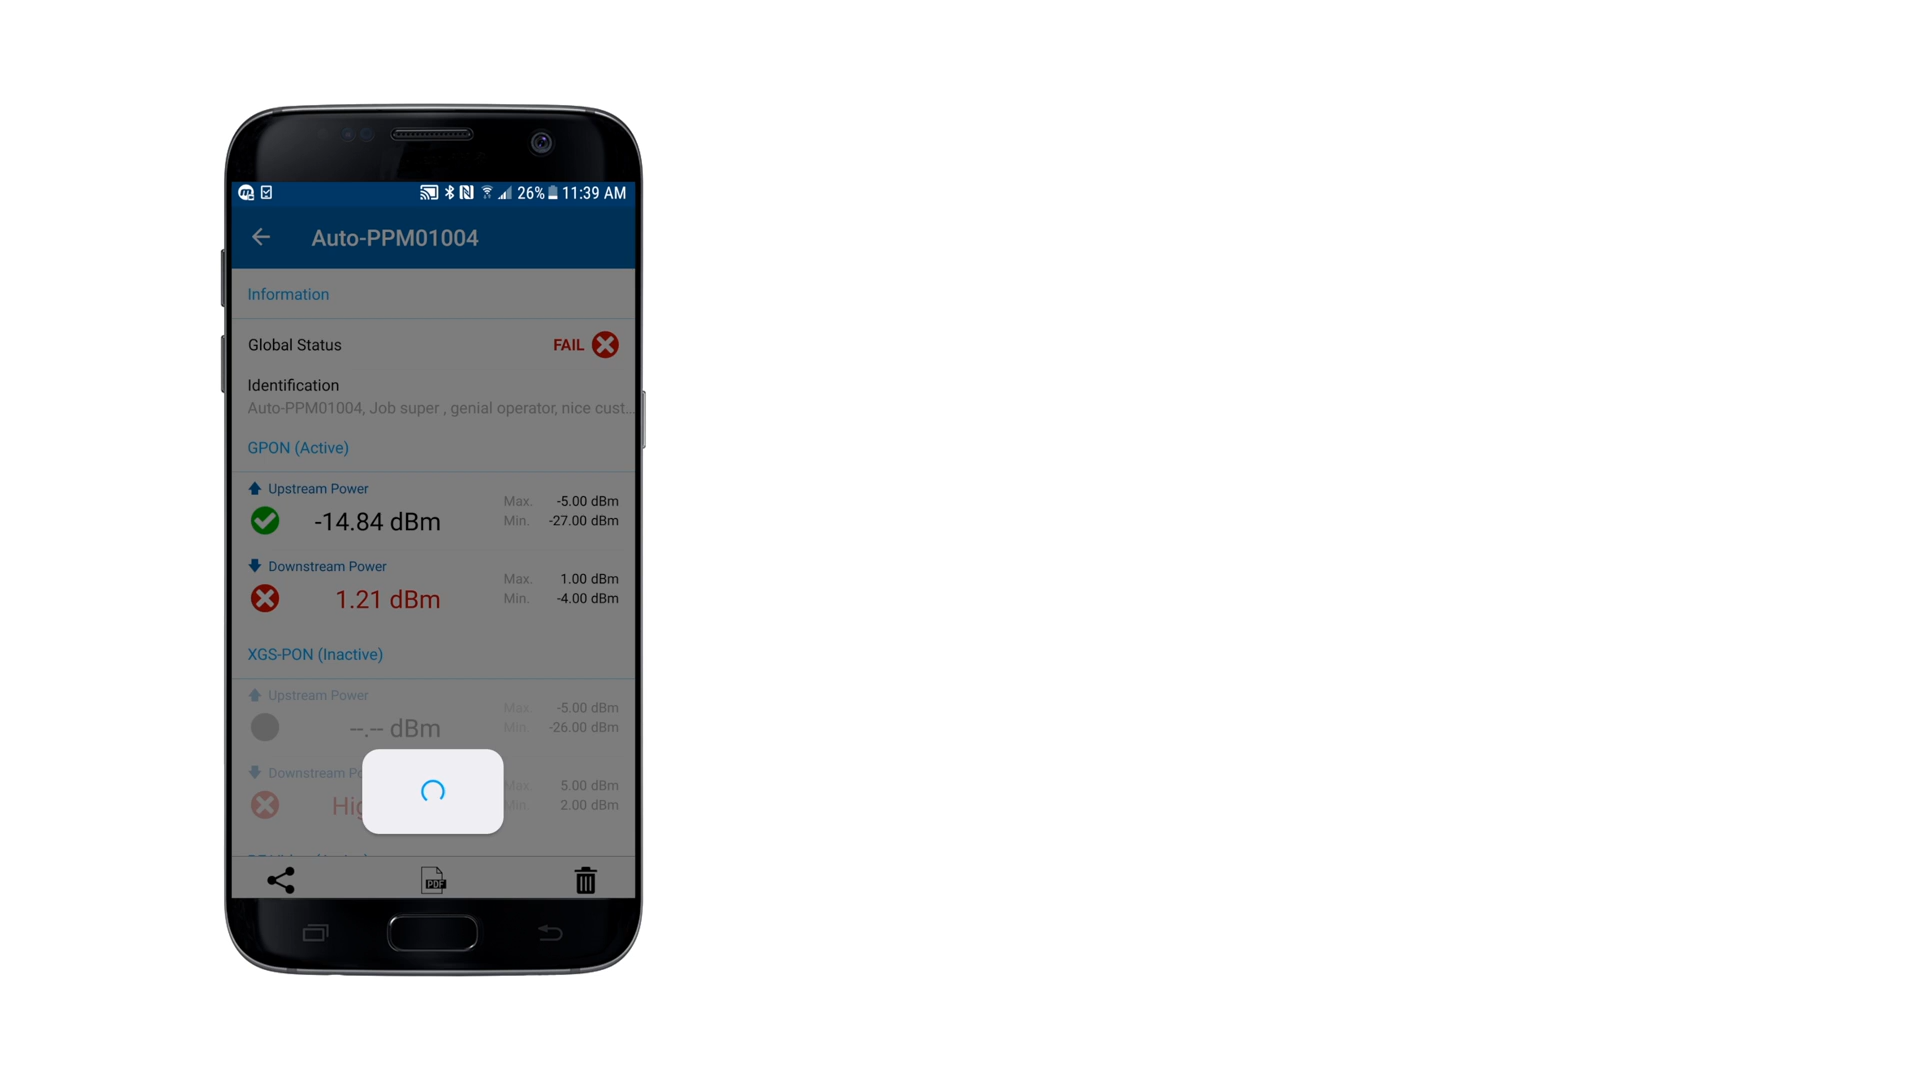 26% 11:39 AM
Auto-PPM01004
Information
Global Status FAIL
Identification
Auto-PPM01004, Job super , genial operator, nice cust...
GPON (Active)
Upstream Power
Max. -5.00 dBm
-14.84 dBm
Min. -27.00 dBm
Downstream Power
Max. 1.00 dBm
1.21 dBm
Min. -4.00 dBm
XGS-PON (Inactive)
Upstream Power
Max. -5.00 dBm
--.-- dBm
Min. -26.00 dBm
Downstream
Max. 5.00 dBm
Min. 2.00 dBm
PDF